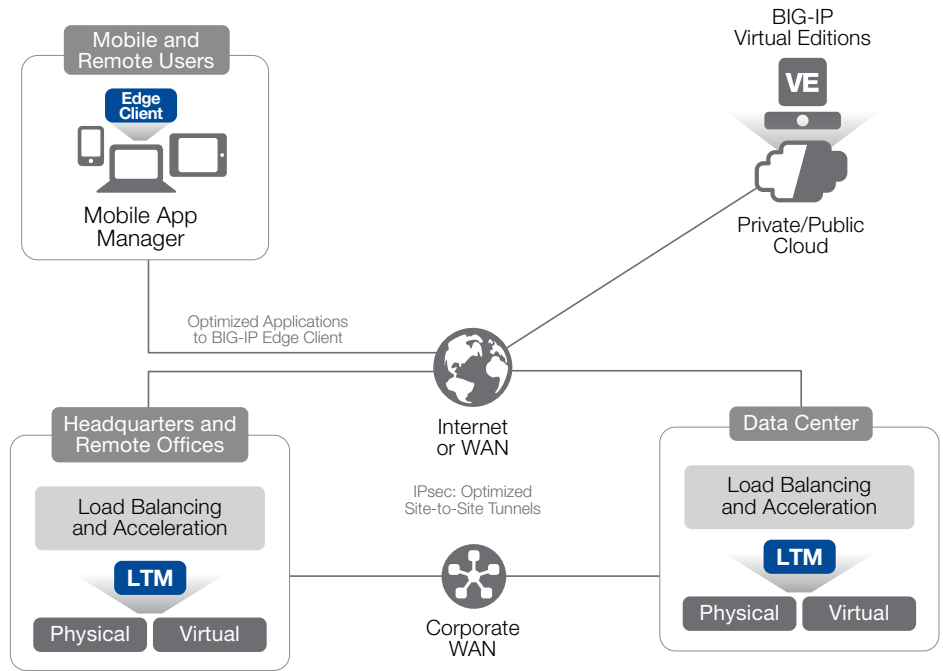 Mobile and
Remote Users
Edge
Client
Mobile App
Manager
BIG-IP
Virtual Editions
VE
Private/Public
Cloud
Optimized Applications
to BIG-IP Edge Client
Internet
or WAN
Headquarters and
Remote Offices
Load Balancing
and Acceleration
LTM
Physical
Virtual
IPsec: Optimized
Site-to-Site Tunnels
Corporate
WAN
Data Center
Load Balancing
and Acceleration
LTM
Physical
Virtual